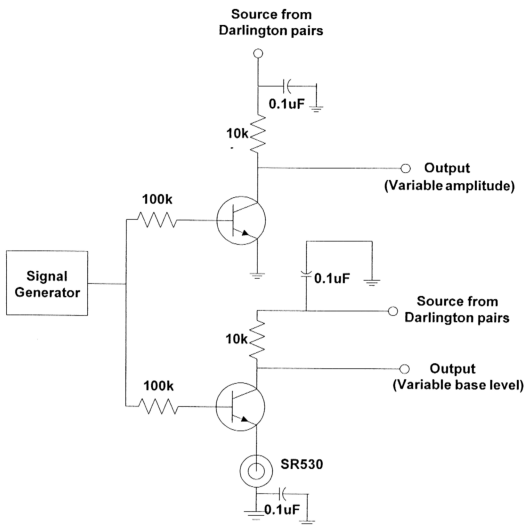 Source from
Darlington pairs
0.1uF
10k
Output
(Variable amplitude)
100k
Signal
Generator
0.1uF
Source from
Darlington pairs
10k
Output
(Variable base level)
100k
SR530
0.1uF